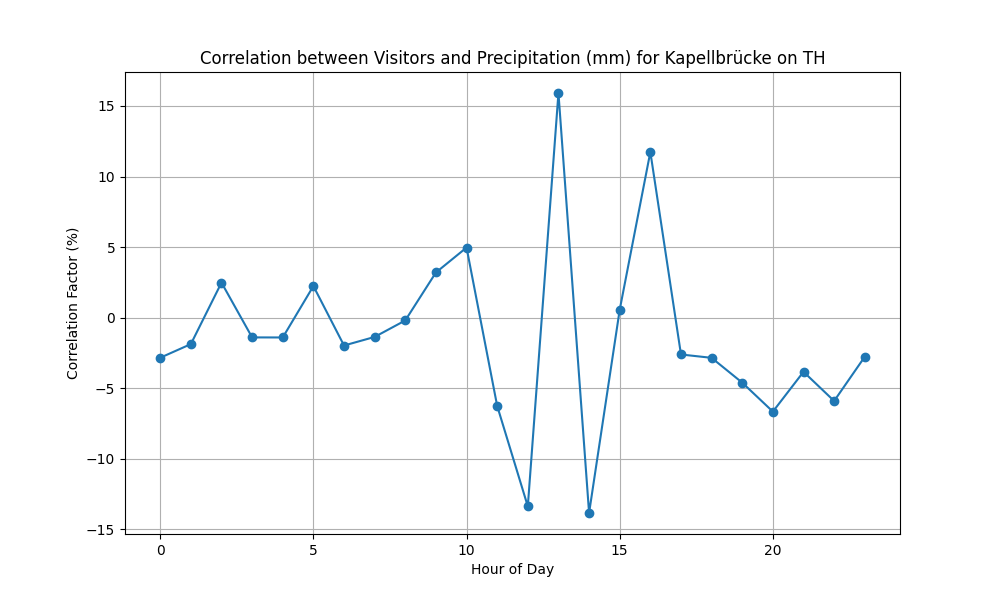 Correlation between Visitors and Precipitation (mm) for Kapellbrücke on TH
Correlation Factor (%)
15
10
5
0
−5
−10
−15
0 5 10 15 20
Hour of Day